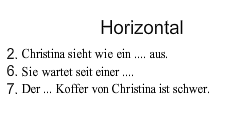 Horizontal
2. Christina sieht wie ein .... aus.
6. Sie wartet seit einer ....
7. Der ... Koffer von Christina ist schwer.